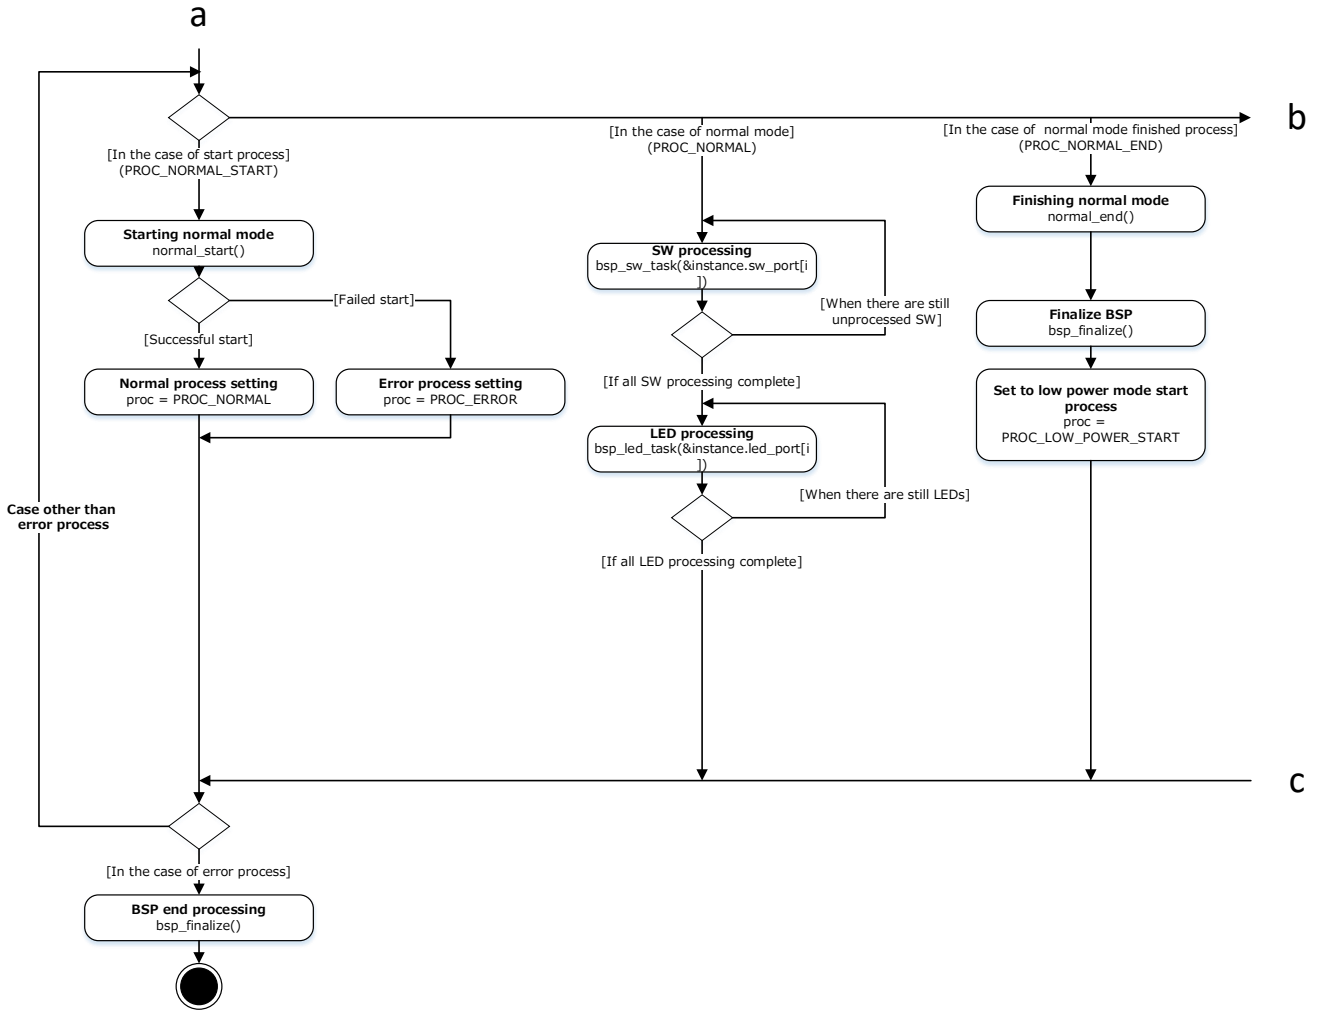 a
b
[In the case of start process]
(PROC_NORMAL_START)
[In the case of normal mode]
(PROC_NORMAL)
[In the case of  normal mode finished process]
(PROC_NORMAL_END)
Starting normal mode
normal_start()
[Failed start]
[Successful start]
Normal process setting
proc = PROC_NORMAL
Error process setting
proc = PROC_ERROR
SW processing
bsp_sw_task(&instance.sw_port[i
])
[When there are still
unprocessed SW]
[If all SW processing complete]
LED processing
bsp_led_task(&instance.led_port[i
])
[When there are still LEDs]
[If all LED processing complete]
Finishing normal mode
normal_end()
Finalize BSP
bsp_finalize()
Set to low power mode start
process
proc =
PROC_LOW_POWER_START
Case other than
error process
c
[In the case of error process]
BSP end processing
bsp_finalize()